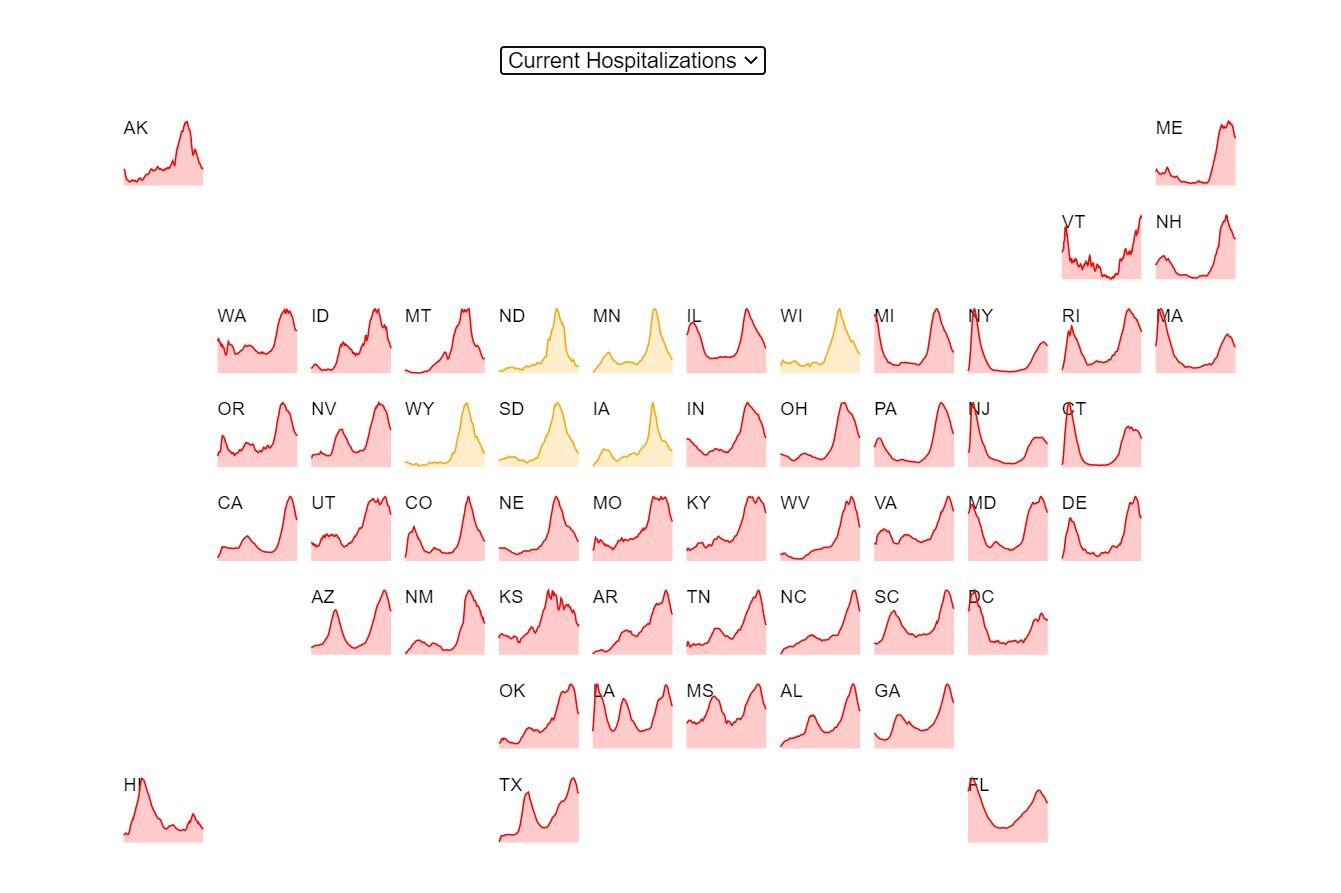 Current Hospitalizations
AK ME
VT NH
WA ID MT ND MN IL WI MI NY RI MA
OR NV WY SD IA IN OH PA NJ CT
CA UT CO NE MO KY WV VA MD DE
AZ NM KS AR TN NC SC DC
OK LA MS AL GA
HI TX FL